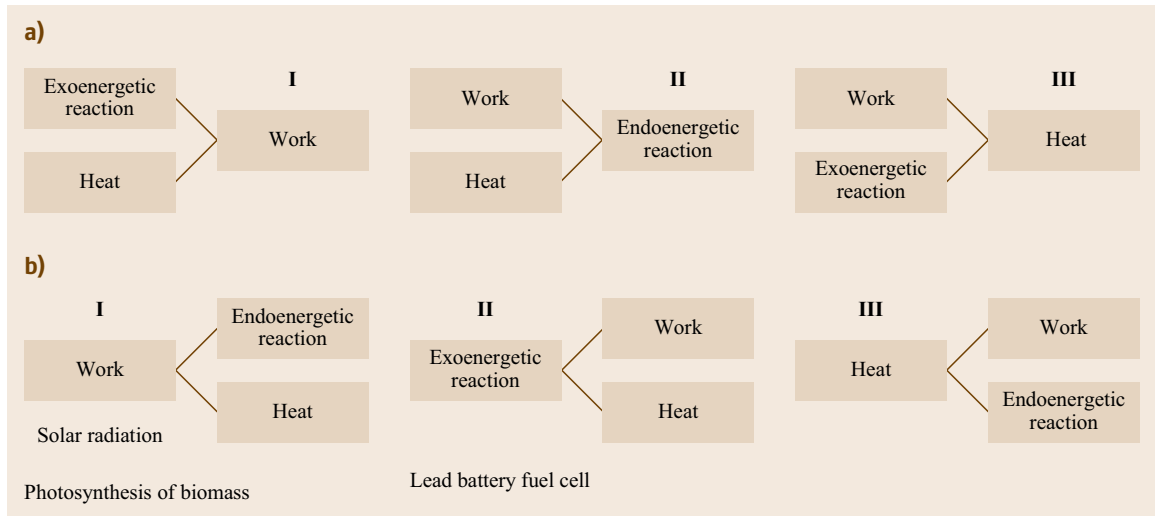 a)
Exoenergetic
reaction
Heat
I
Work
Work
Heat
II
Endoenergetic
reaction
Work
Exoenergetic
reaction
III
Heat
b)
I
Work
Endoenergetic
reaction
Heat
Solar radiation
Photosynthesis of biomass
II
Exoenergetic
reaction
Work
Heat
Lead battery fuel cell
III
Heat
Work
Endoenergetic
reaction